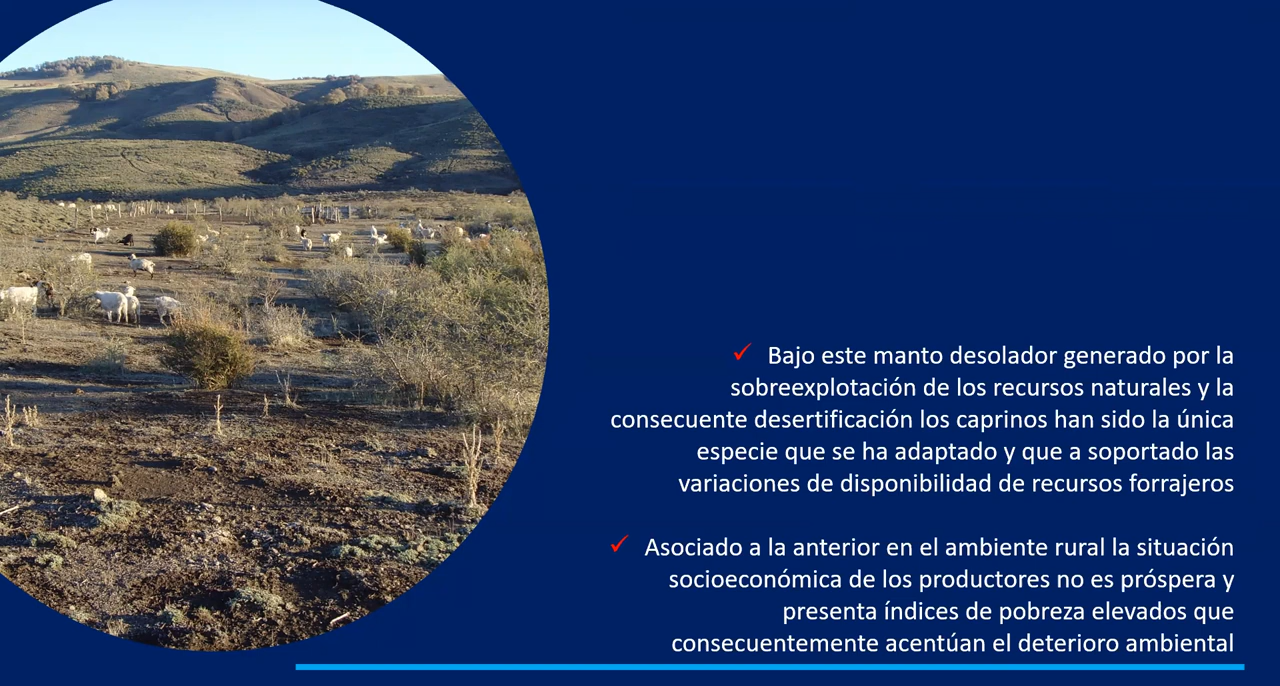 ✓ Bajo este manto desolador generado por la
sobreexplotación de los recursos naturales y la
consecuente desertificación los caprinos han sido la única
especie que se ha adaptado y que a soportado las
variaciones de disponibilidad de recursos forrajeros
✓ Asociado a la anterior en el ambiente rural la situación
socioeconómica de los productores no es próspera y
presenta índices de pobreza elevados que
consecuentemente acentúan el deterioro ambiental